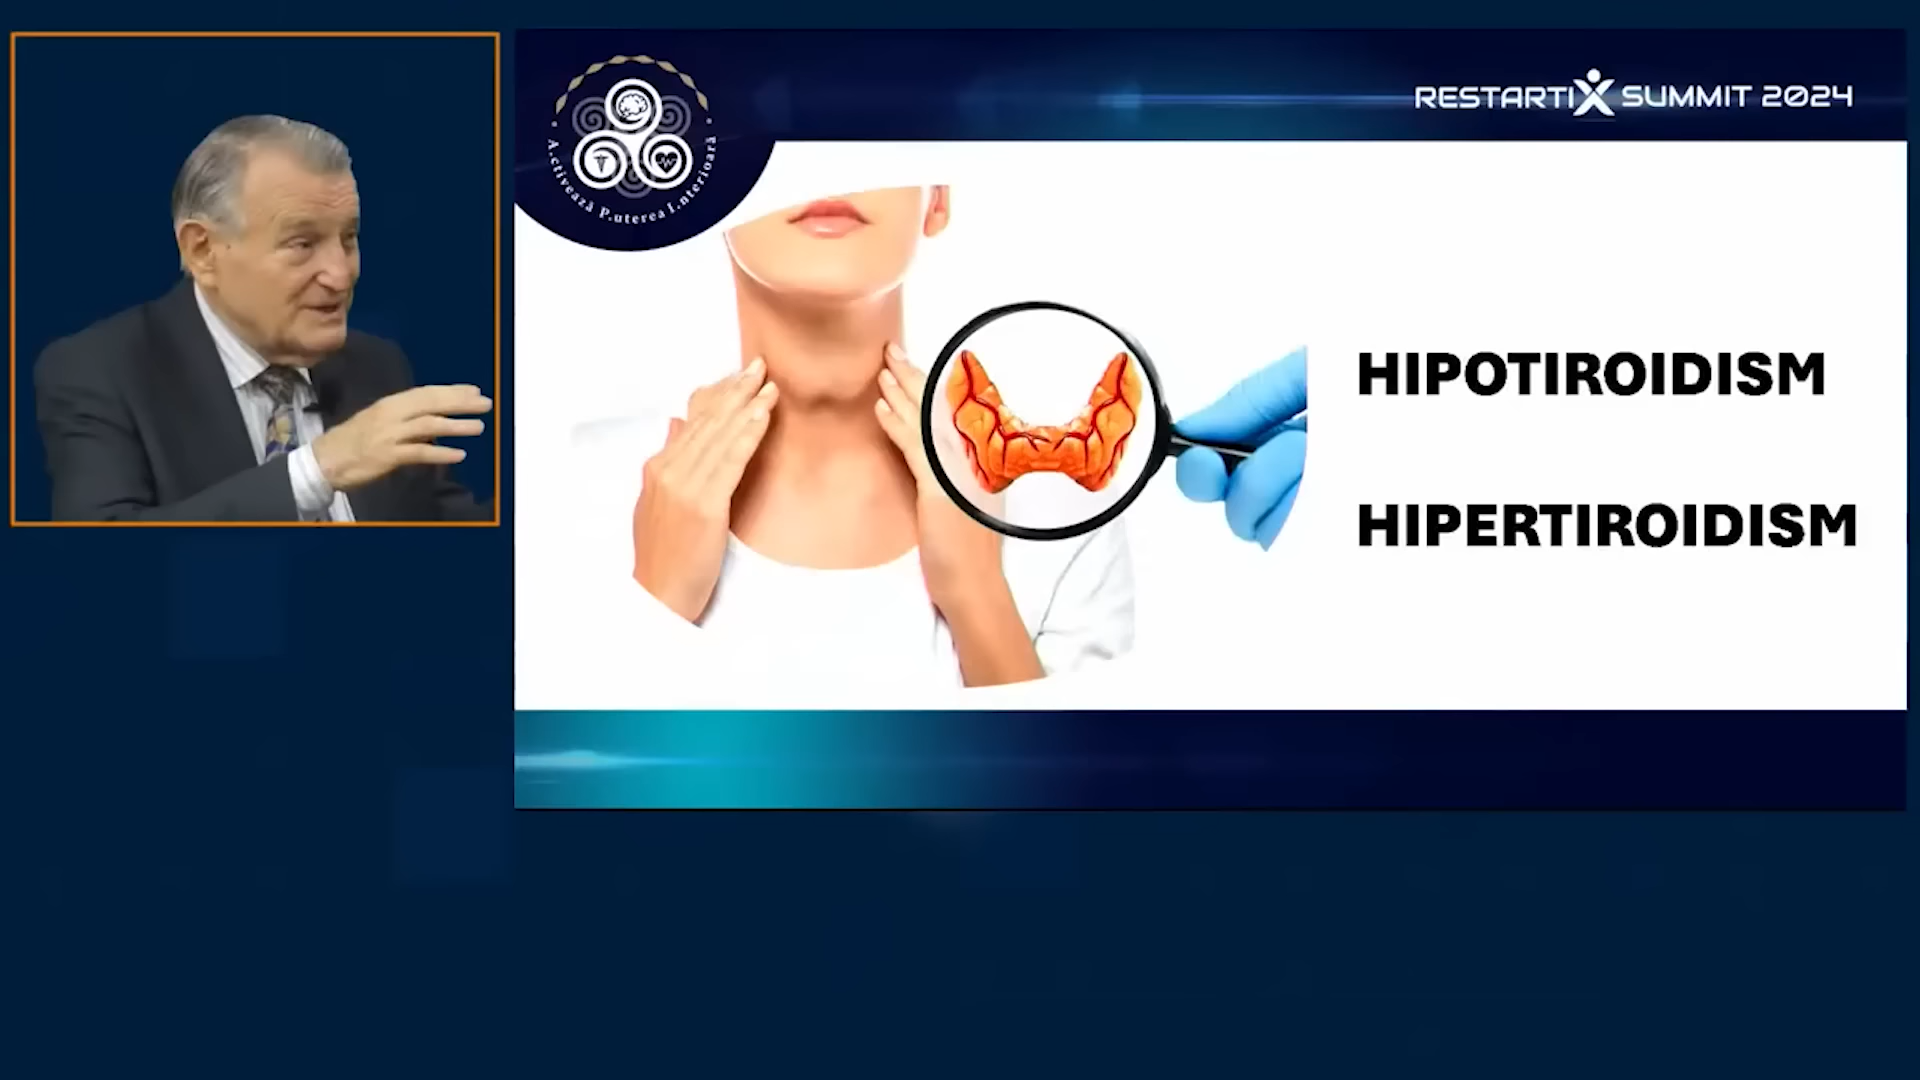 RESTARTIX SUMMIT 2024
A.ctivează P.uterea I.nterioară
HIPOTIROIDISM
HIPERTIROIDISM